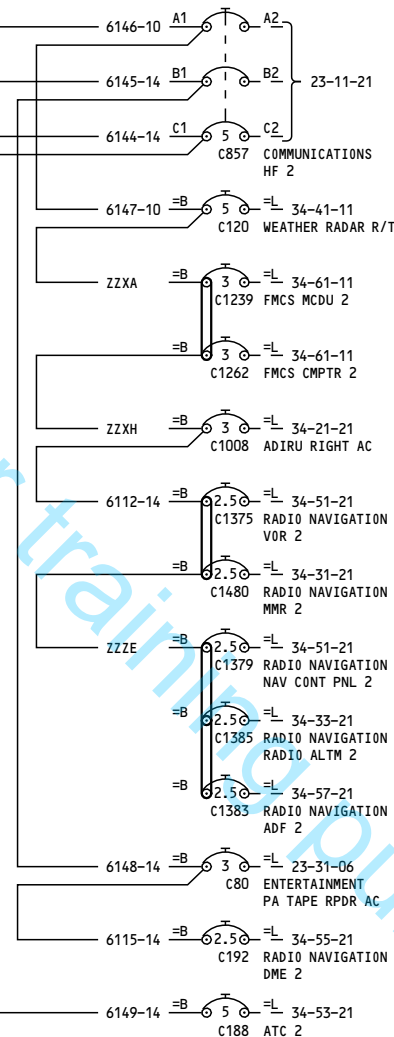 6146-10 A1 A2
6145-14 B1 B2 23-11-21
6144-14 C1 5 C2
C857 COMMUNICATIONS
HF 2
6147-10 =B 5 =L 34-41-11
C120 WEATHER RADAR R/T
ZZXA =B 3 =L 34-61-11
C1239 FMCS MCDU 2
=B 3 =L 34-61-11
C1262 FMCS CMPTR 2
ZZXH =B 3 =L 34-21-21
C1008 ADIRU RIGHT AC
6112-14 =B 2.5 =L 34-51-21
C1375 RADIO NAVIGATION
VOR 2
=B 2.5 =L 34-31-21
C1480 RADIO NAVIGATION
MMR 2
ZZZE =B 2.5 =L 34-51-21
C1379 RADIO NAVIGATION
NAV CONT PNL 2
=B 2.5 =L 34-33-21
C1385 RADIO NAVIGATION
RADIO ALTM 2
=B 2.5 =L 34-57-21
C1383 RADIO NAVIGATION
ADF 2
6148-14 =B 3 =L 23-31-06
C80 ENTERTAINMENT
PA TAPE RPDR AC
6115-14 =B 2.5 =L 34-55-21
C192 RADIO NAVIGATION
DME 2
6149-14 =B 5 =L 34-53-21
C188 ATC 2
training